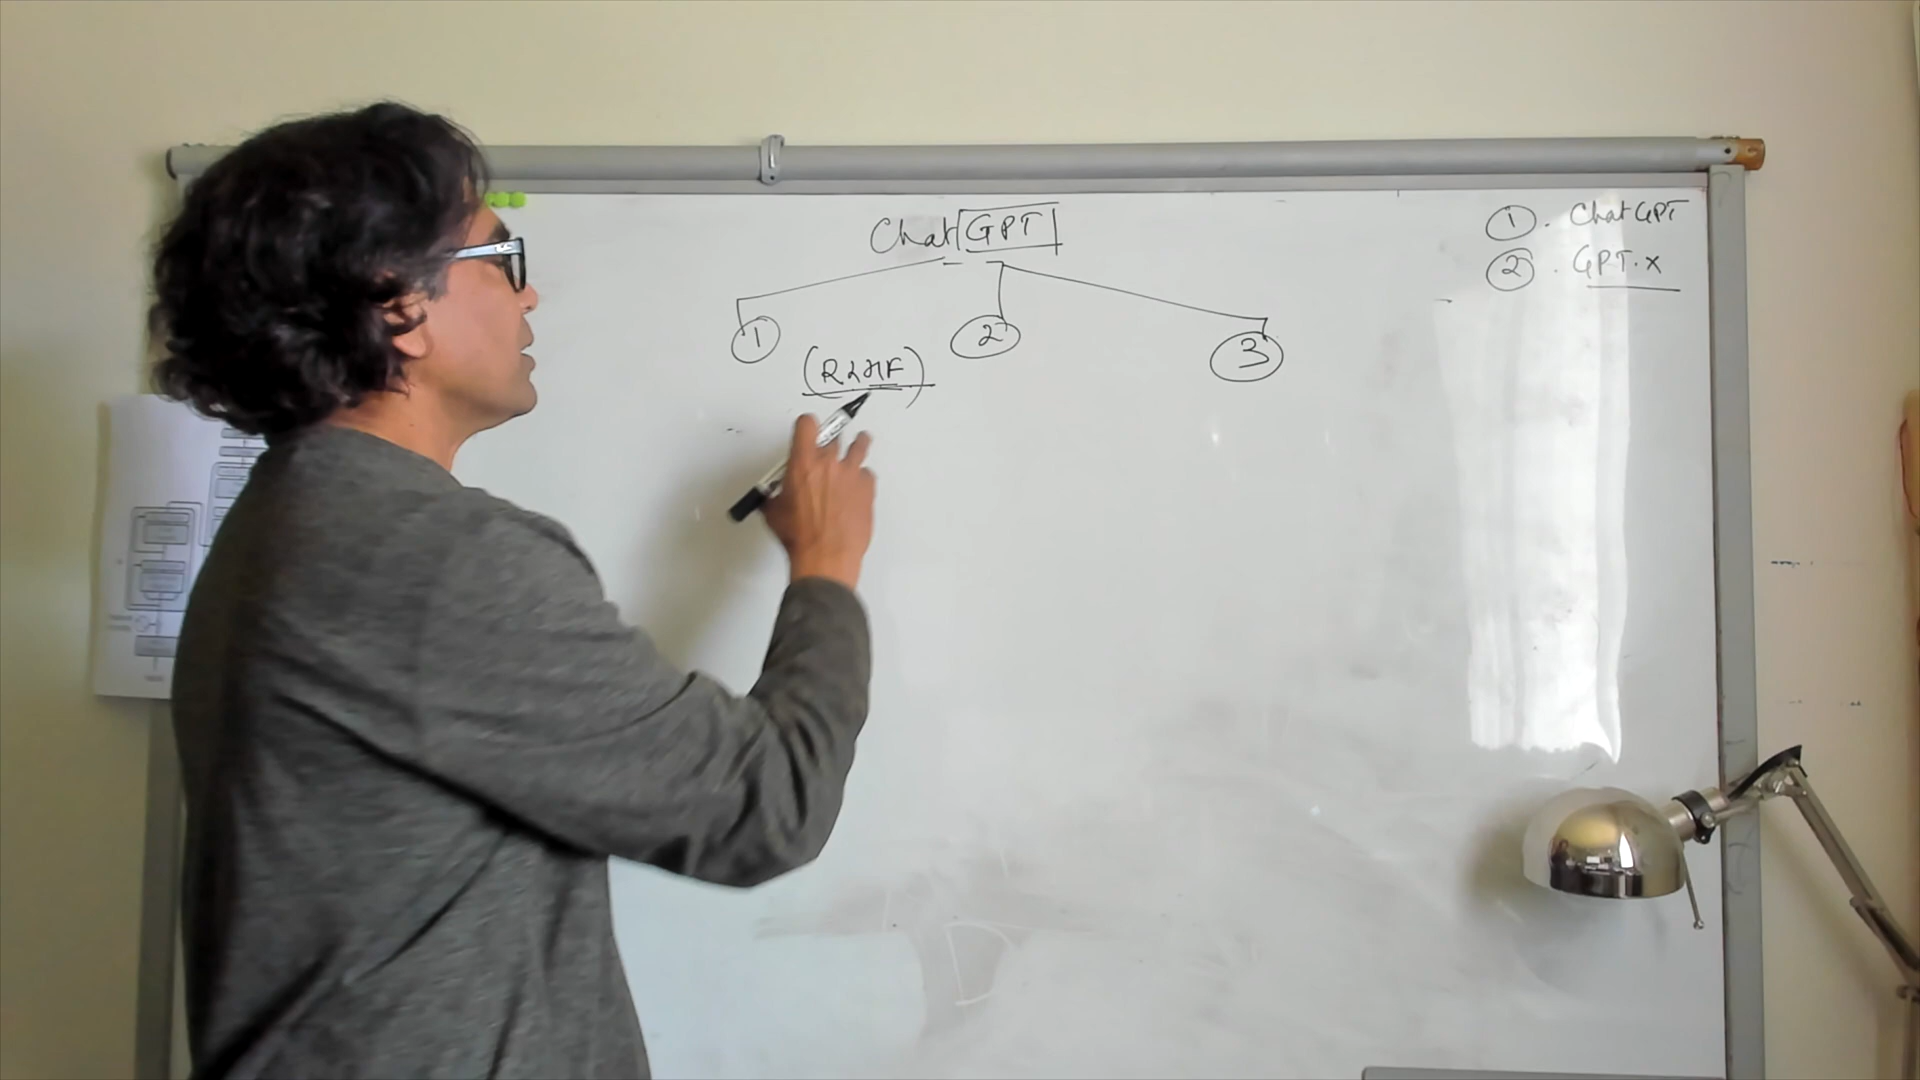 ChatGPT
1 2 3
(RLHF)
1. ChatGPT
2. GPT.x